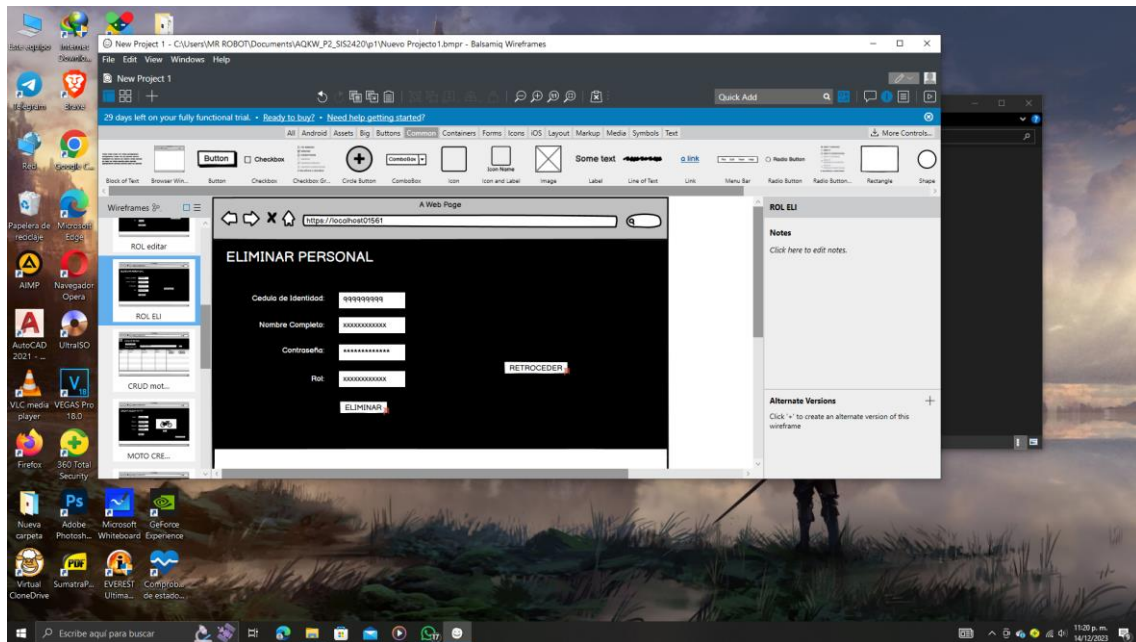 New Project 1 - C:\Users\MR ROBOT\Documents\AQKW_P2_SIS2420\p1\Nuevo Projecto1.bmpr - Balsamiq Wireframes
File Edit View Windows Help
New Project 1
Quick Add
29 days left on your fully functional trial. • Ready to buy? • Need help getting started?
All Android Assets Big Buttons Common Containers Forms Icons iOS Layout Markup Media Symbols Text
More Controls...
Button
Checkbox
ComboBox
Icon Name
Some text
a link
Radio Button
Block of Text Browser Win... Button Checkbox Checkbox Gr... Circle Button ComboBox Icon Icon and Label Image Label Line of Text Link Menu Bar Radio Button Radio Button... Rectangle Shape
Wireframes
ROL editar
ROL ELI
CRUD mot...
MOTO CRE...
A Web Page
https://localhost01561
ELIMINAR PERSONAL
Cedula de Identidad: 999999999
Nombre Completo: xxxxxxxxxxxx
Contraseña: *************
Rol: xxxxxxxxxxxx
RETROCEDER
ELIMINAR
ROL ELI
Notes
Click here to edit notes.
Alternate Versions
Click '+' to create an alternate version of this
wireframe
Este equipo
Internet
Downlo...
Telegram
Brave
Red
Google C...
Papelera de
reciclaje
Microsoft
Edge
AIMP
Navegador
Opera
AutoCAD
2021 - ...
UltraISO
VLC media
player
VEGAS Pro
18.0
Firefox
360 Total
Security
Nueva
carpeta
Adobe
Photosh...
Microsoft
Whiteboard
GeForce
Experience
Virtual
CloneDrive
SumatraP...
EVEREST
Ultima...
Comprob...
de estado...
Escribe aquí para buscar
11:20 p. m.
14/12/2023